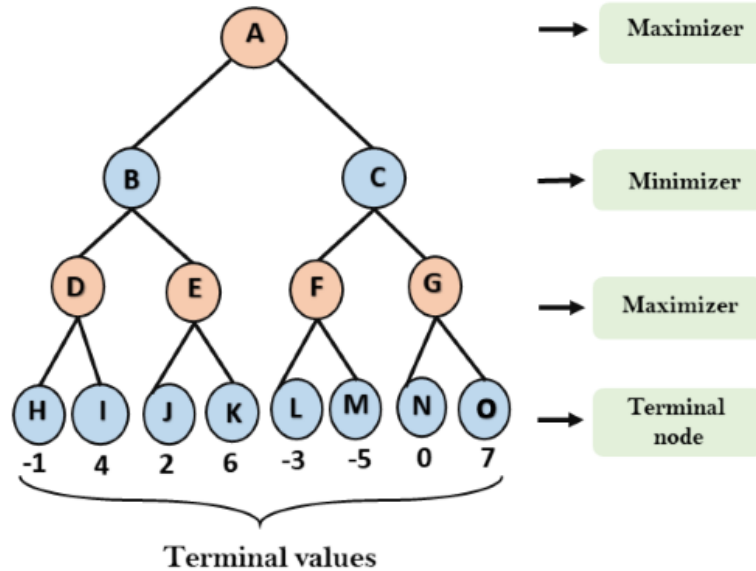 A
Maximizer
B
C
Minimizer
D
E
F
G
Maximizer
H
I
J
K
L
M
N
O
Terminal
node
-1
4
2
6
-3
-5
0
7
Terminal values